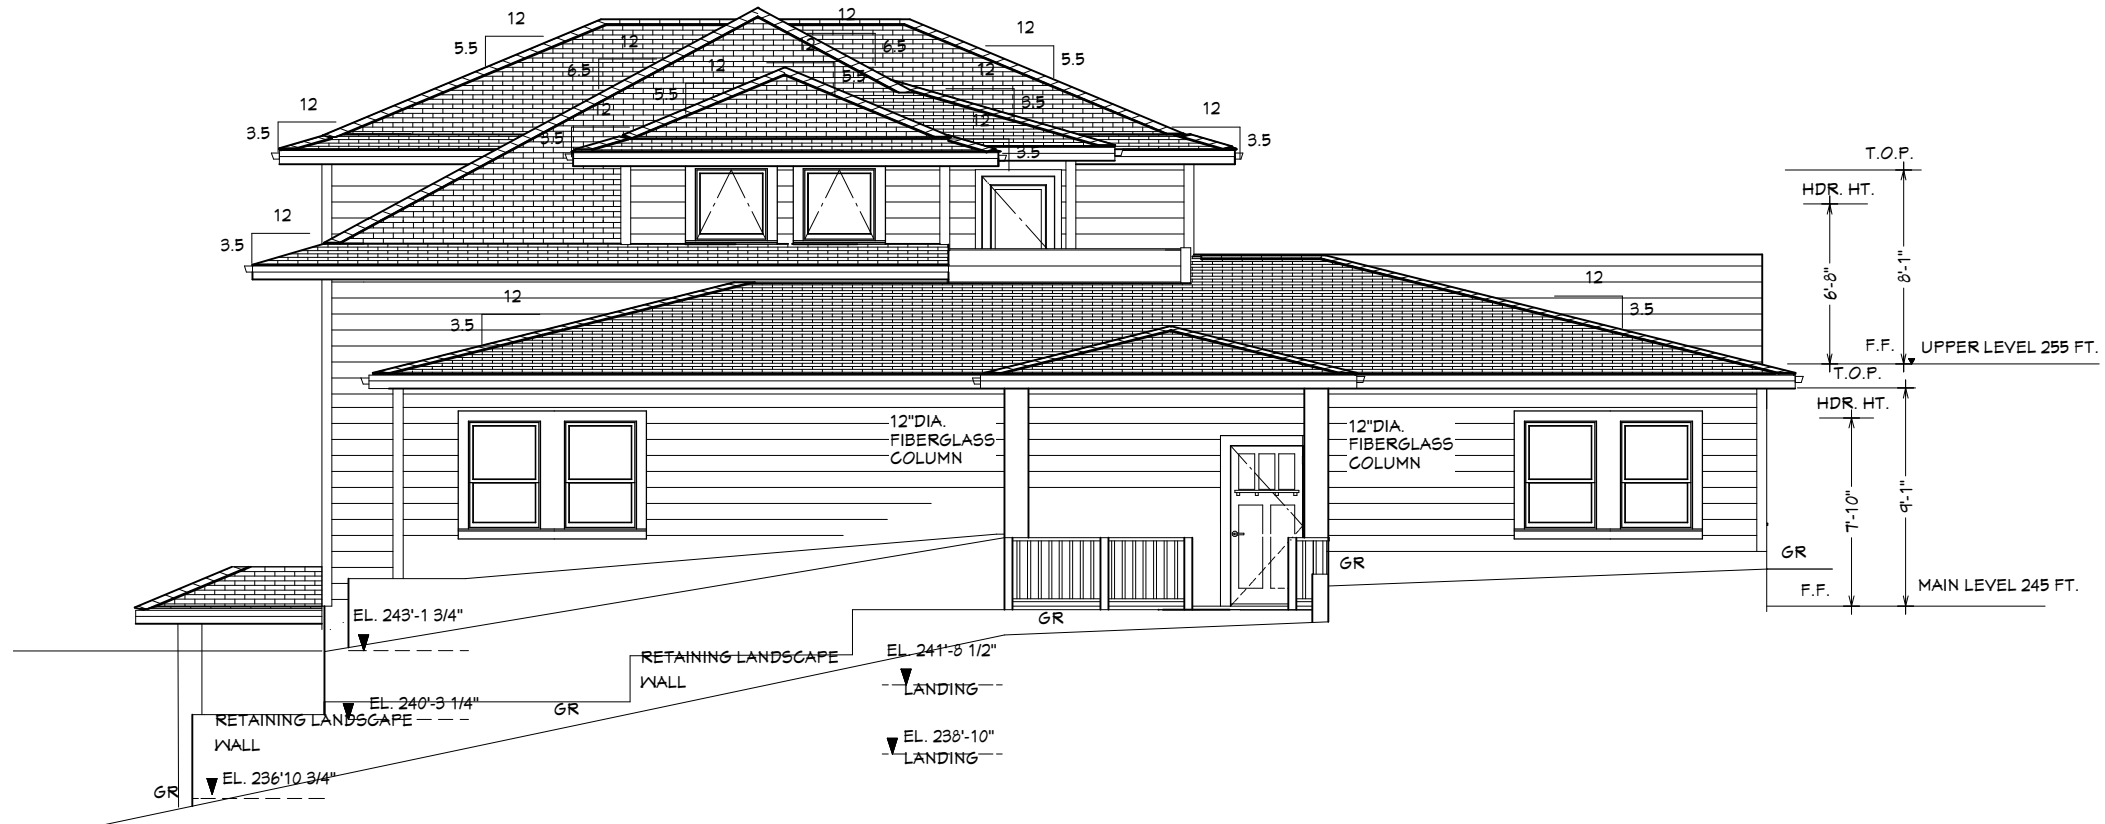 12
12
12
5.5
12
6.5
12
5.5
6.5
12
5.5
12
5.5
3.5
12
12
12
12
3.5
3.5
3.5
3.5
T.O.P.
HDR. HT.
12
3.5
6'-8"
8'-1"
12
3.5
12
3.5
F.F.
UPPER LEVEL 255 FT.
T.O.P.
HDR. HT.
12"DIA.
FIBERGLASS
COLUMN
12"DIA.
FIBERGLASS
COLUMN
7'-10"
9'-1"
GR
GR
F.F.
MAIN LEVEL 245 FT.
EL. 243'-1 3/4"
GR
RETAINING LANDSCAPE
WALL
EL. 241'-8 1/2"
LANDING
EL. 240'-3 1/4"
GR
RETAINING LANDSCAPE
WALL
EL. 238'-10"
LANDING
EL. 236'10 3/4"
GR